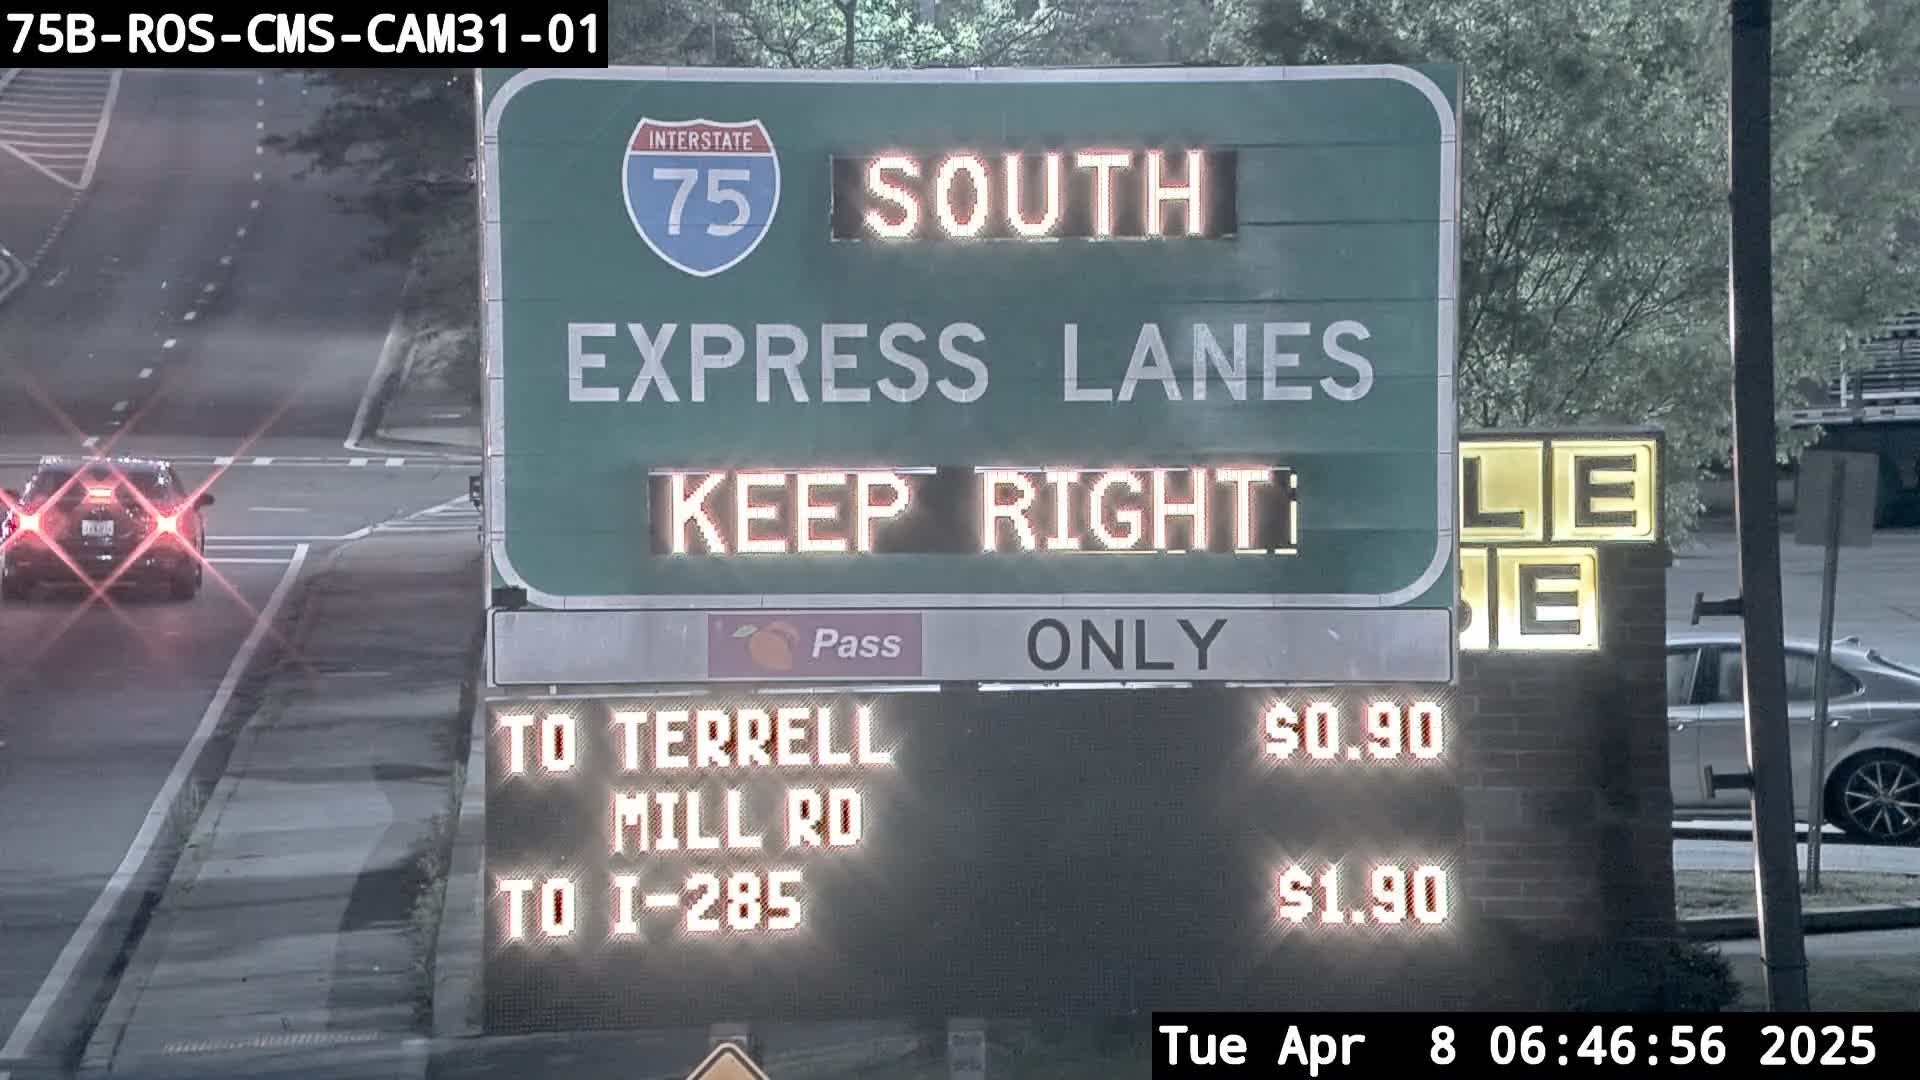 75B-ROS-CMS-CAM31-01
INTERSTATE
75
SOUTH
EXPRESS LANES
KEEP RIGHT
Pass
ONLY
TO TERRELL $0.90
MILL RD
TO I-285 $1.90
LE
E
Tue Apr 8 06:46:56 2025